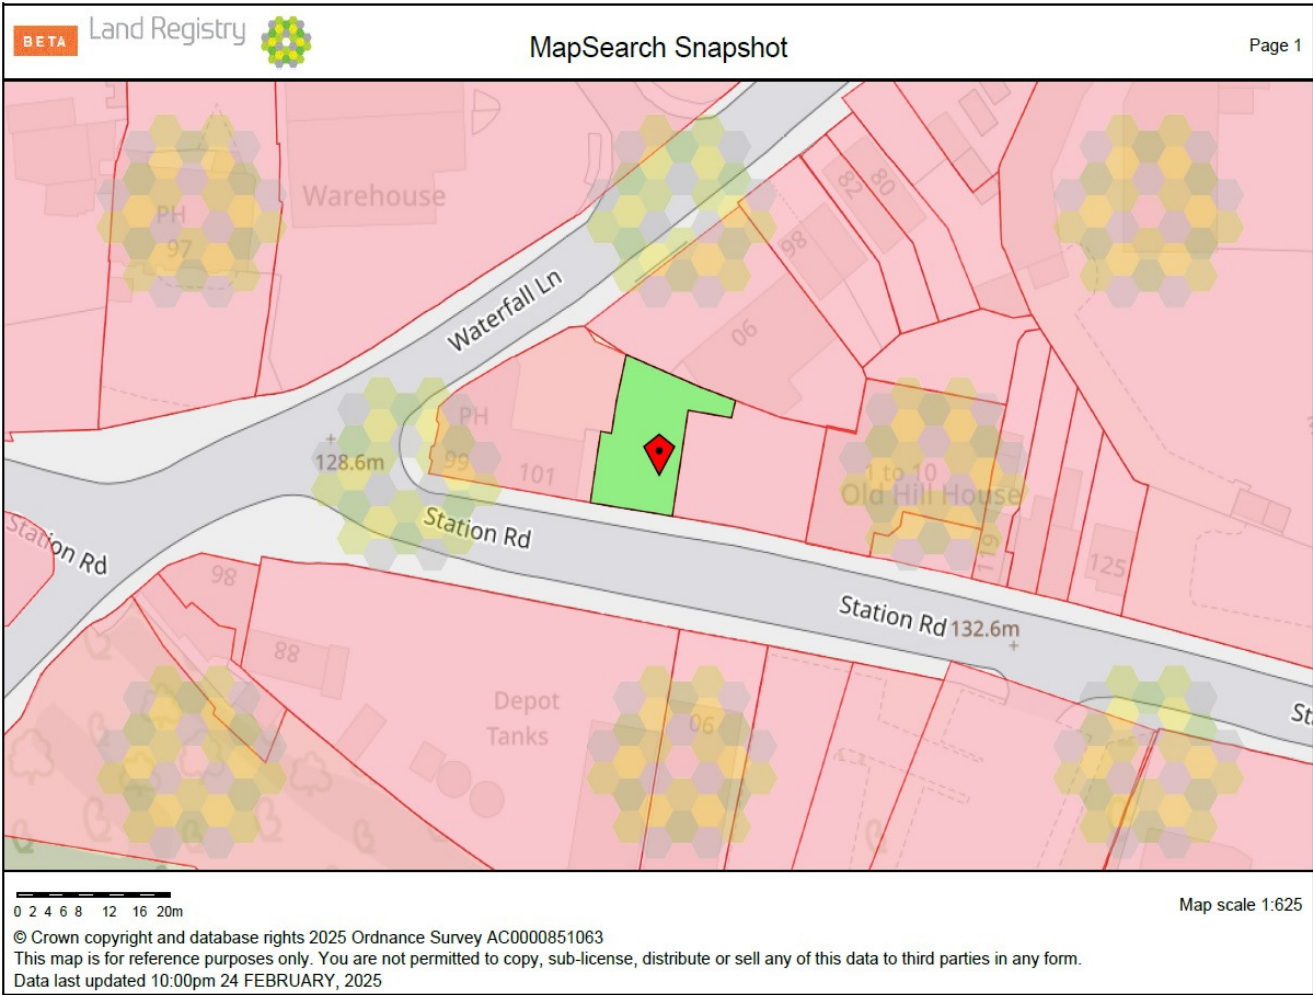 BETA Land Registry
MapSearch Snapshot
Page 1
Warehouse
PH
97
82
80
98
06
Waterfall Ln
PH
99
101
128.6m
1 to 10
Old Hill House
119
125
Station Rd
Station Rd
Station Rd
132.6m
St
98
88
Depot
Tanks
06
0 2 4 6 8 12 16 20m
Map scale 1:625
© Crown copyright and database rights 2025 Ordnance Survey AC0000851063
This map is for reference purposes only. You are not permitted to copy, sub-license, distribute or sell any of this data to third parties in any form.
Data last updated 10:00pm 24 FEBRUARY, 2025